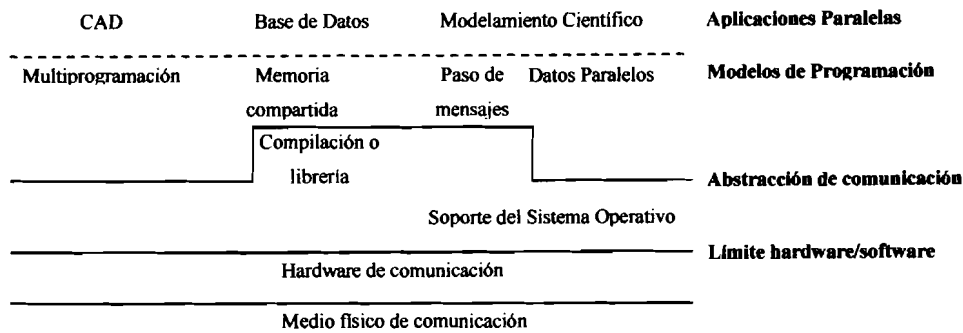 CAD Base de Datos Modelamiento Científico Aplicaciones Paralelas
Multiprogramación Memoria Paso de Datos Paralelos Modelos de Programación
compartida mensajes
Compilación o
librería
Abstracción de comunicación
Soporte del Sistema Operativo
Límite hardware/software
Hardware de comunicación
Medio físico de comunicación